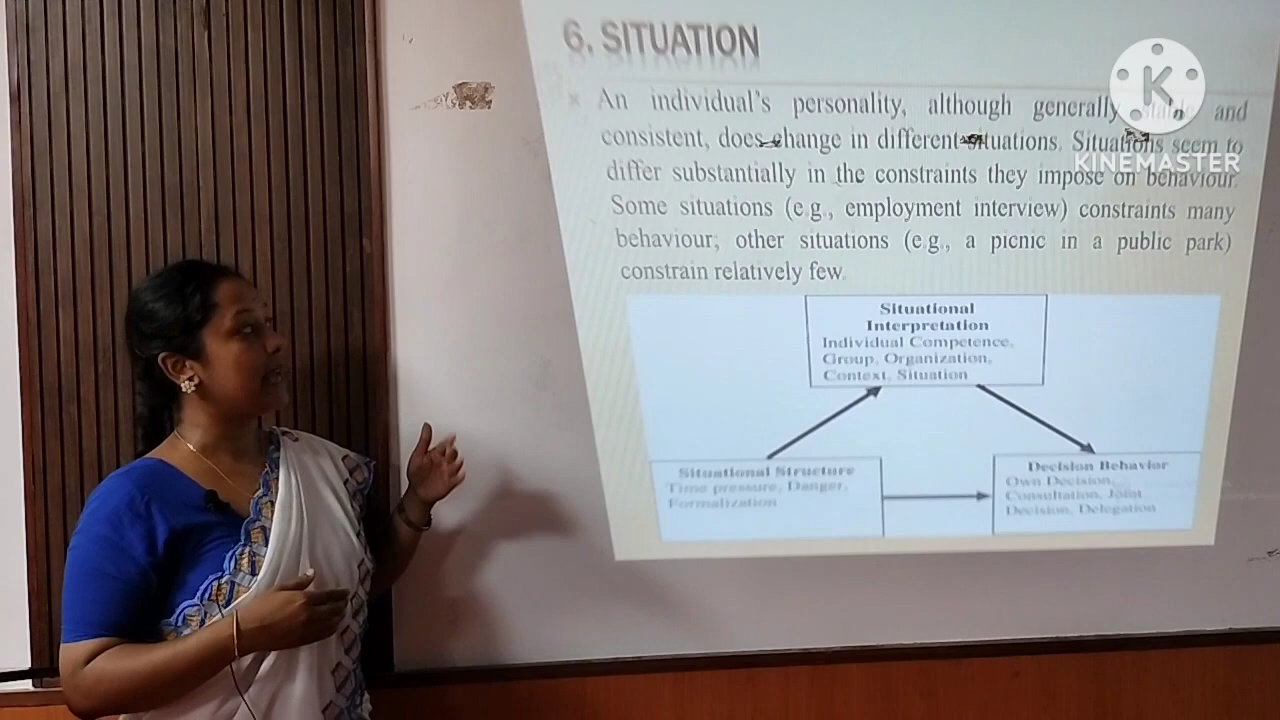 6. SITUATION
An individual's personality, although generally stable and
consistent, does change in different situations. Situations seem to
differ substantially in the constraints they impose on behaviour.
Some situations (e.g., employment interview) constraints many
behaviour; other situations (e.g., a picnic in a public park)
constrain relatively few.
K
KINEMASTER
Situational
Interpretation
Individual Competence,
Group, Organization,
Context, Situation
Situational Structure
Time pressure, Danger,
Formalization
Decision Behavior
Own Decision,
Consultation, Joint
Decision, Delegation